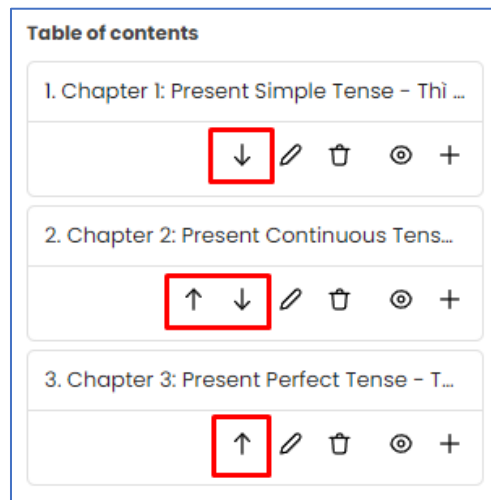 Table of contents
1. Chapter 1: Present Simple Tense - Thì ...
2. Chapter 2: Present Continuous Tens...
3. Chapter 3: Present Perfect Tense - T...